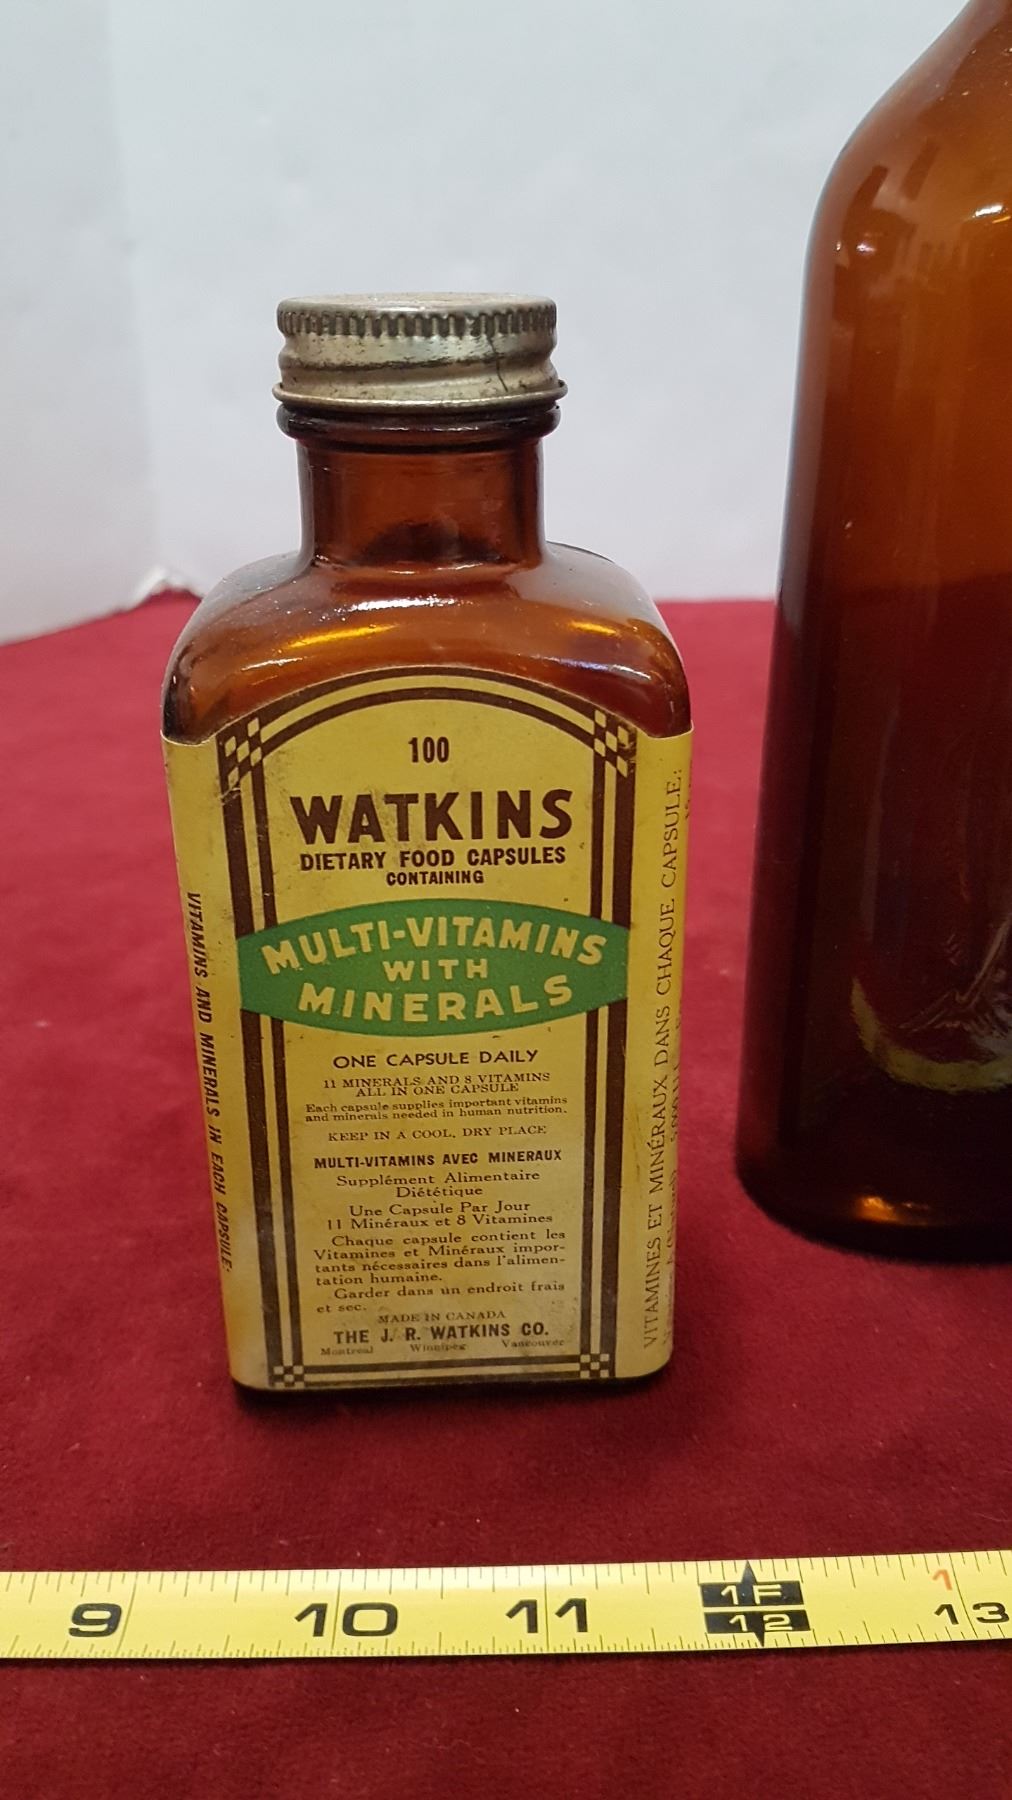 100
WATKINS
DIETARY FOOD CAPSULES
CONTAINING
MULTI-VITAMINS
WITH
MINERALS
ONE CAPSULE DAILY
11 MINERALS AND 8 VITAMINS
ALL IN ONE CAPSULE
Each capsule supplies important vitamins
and minerals needed in human nutrition.
KEEP IN A COOL, DRY PLACE
MULTI-VITAMINS AVEC MINERAUX
Supplément Alimentaire
Diététique
Une Capsule Par Jour
11 Minéraux et 8 Vitamines
Chaque capsule contient les
Vitamines et Minéraux impor-
tants nécessaires dans l'alimen-
tation humaine.
Garder dans un endroit frais
et sec.
MADE IN CANADA
THE J. R. WATKINS CO.
Montreal Winnipeg Vancouver
VITAMINS AND MINERALS IN EACH CAPSULE:
VITAMINES ET MINÉRAUX DANS CHAQUE CAPSULE:
9 10 11 1F 12 1 13